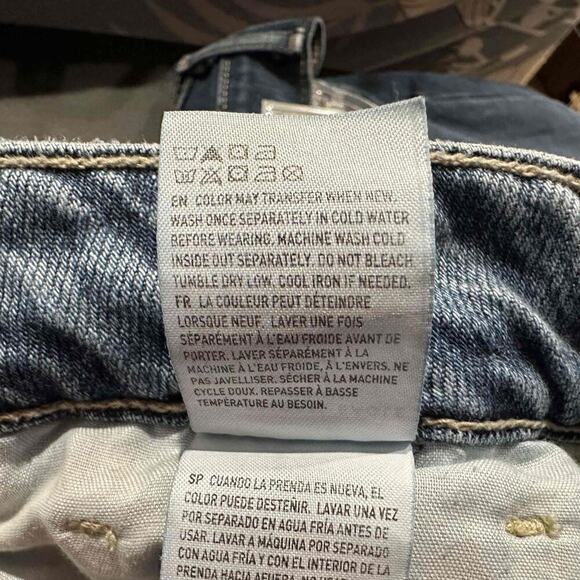 EN COLOR MAY TRANSFER WHEN NEW.
WASH ONCE SEPARATELY IN COLD WATER
BEFORE WEARING. MACHINE WASH COLD
INSIDE OUT SEPARATELY. DO NOT BLEACH
TUMBLE DRY LOW. COOL IRON IF NEEDED.
FR LA COULEUR PEUT DÉTEINDRE
LORSQUE NEUF. LAVER UNE FOIS
SÉPARÉMENT À L'EAU FROIDE AVANT DE
PORTER. LAVER SÉPARÉMENT À LA
MACHINE À L'EAU FROIDE, À L'ENVERS. NE
PAS JAVELLISER. SÉCHER À LA MACHINE
CYCLE DOUX. REPASSER À BASSE
TEMPÉRATURE AU BESOIN.
SP CUANDO LA PRENDA ES NUEVA, EL
COLOR PUEDE DESTEÑIR. LAVAR UNA VEZ
POR SEPARADO EN AGUA FRÍA ANTES DE
USAR. LAVAR A MÁQUINA POR SEPARADO
CON AGUA FRÍA Y CON EL INTERIOR DE LA
PRENDA HACIA AFUERA. NO